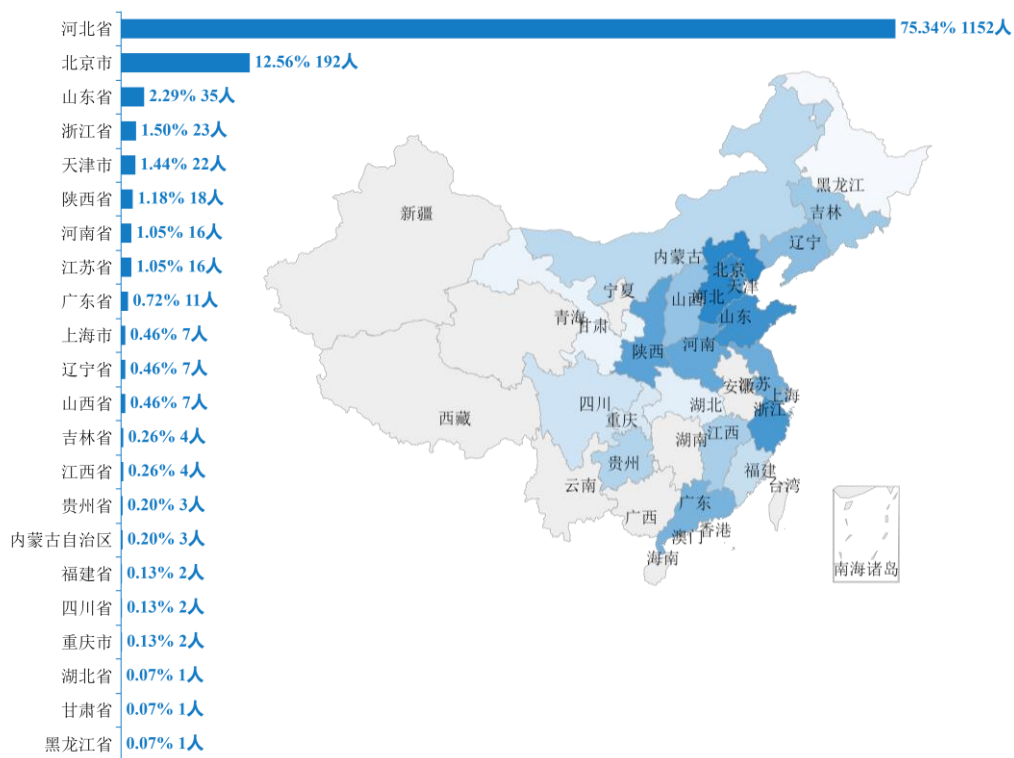 河北省 75.34% 1152人
北京市 12.56% 192人
山东省 2.29% 35人
浙江省 1.50% 23人
天津市 1.44% 22人
陕西省 1.18% 18人
河南省 1.05% 16人
江苏省 1.05% 16人
广东省 0.72% 11人
上海市 0.46% 7人
辽宁省 0.46% 7人
山西省 0.46% 7人
吉林省 0.26% 4人
江西省 0.26% 4人
贵州省 0.20% 3人
内蒙古自治区 0.20% 3人
福建省 0.13% 2人
四川省 0.13% 2人
重庆市 0.13% 2人
湖北省 0.07% 1人
甘肃省 0.07% 1人
黑龙江省 0.07% 1人
黑龙江
新疆
吉林
辽宁
内蒙古
北京
天津
宁夏
山西
河北
青海
甘肃
山东
陕西
河南
安徽
江苏
上海
四川
湖北
浙江
西藏
重庆
湖南
江西
贵州
福建
云南
台湾
广西
广东
澳门
香港
海南
南海诸岛